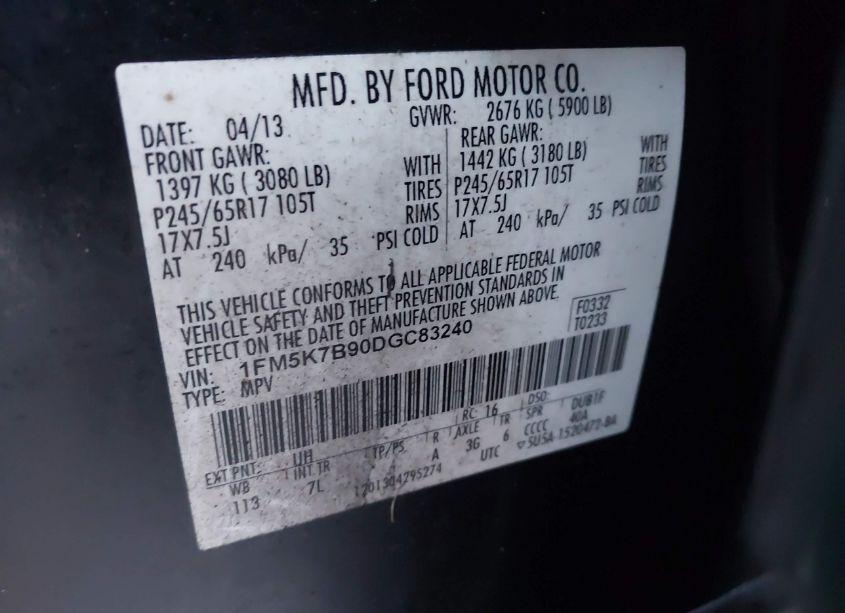 MFD. BY FORD MOTOR CO.
DATE: 04/13 GVWR: 2676 KG ( 5900 LB)
FRONT GAWR: REAR GAWR:
1397 KG ( 3080 LB) WITH 1442 KG ( 3180 LB) WITH
P245/65R17 105T TIRES P245/65R17 105T TIRES
17X7.5J RIMS 17X7.5J RIMS
AT 240 kPa/ 35 PSI COLD AT 240 kPa/ 35 PSI COLD
THIS VEHICLE CONFORMS TO ALL APPLICABLE FEDERAL MOTOR
VEHICLE SAFETY AND THEFT PREVENTION STANDARDS IN
EFFECT ON THE DATE OF MANUFACTURE SHOWN ABOVE.
F0332
T0233
VIN: 1FM5K7B90DGC83240
TYPE: MPV
EXT PNT: UH RC: 16 DSO:
WB INT TR TP/PS R AXLE TR SPR DUB1F
113 7L A 3G 6 CCCC 40A
1201304295274 UTC ▽5U5A-1520472-BA